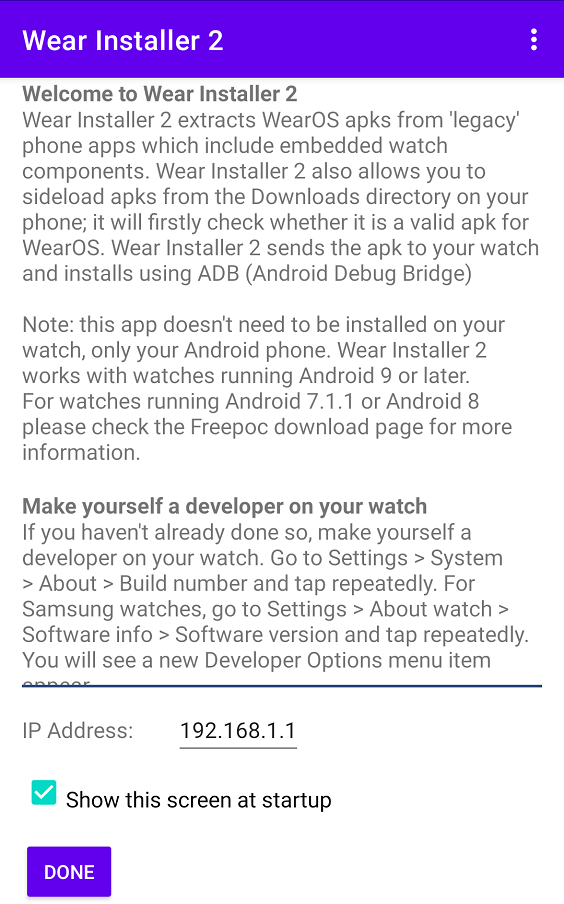 Wear Installer 2
Welcome to Wear Installer 2
Wear Installer 2 extracts WearOS apks from 'legacy'
phone apps which include embedded watch
components. Wear Installer 2 also allows you to
sideload apks from the Downloads directory on your
phone; it will firstly check whether it is a valid apk for
WearOS. Wear Installer 2 sends the apk to your watch
and installs using ADB (Android Debug Bridge)
Note: this app doesn't need to be installed on your
watch, only your Android phone. Wear Installer 2
works with watches running Android 9 or later.
For watches running Android 7.1.1 or Android 8
please check the Freepoc download page for more
information.
Make yourself a developer on your watch
If you haven't already done so, make yourself a
developer on your watch. Go to Settings > System
> About > Build number and tap repeatedly. For
Samsung watches, go to Settings > About watch >
Software info > Software version and tap repeatedly.
You will see a new Developer Options menu item
IP Address: 192.168.1.1
Show this screen at startup
DONE